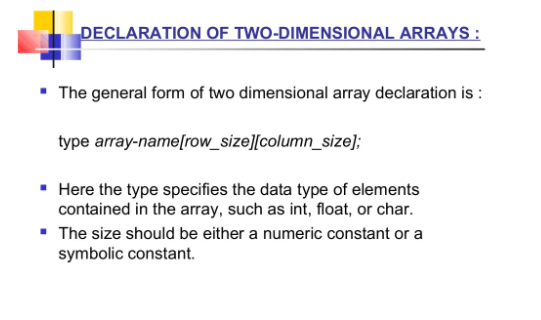 DECLARATION OF TWO-DIMENSIONAL ARRAYS :
The general form of two dimensional array declaration is :
type array-name[row_size][column_size];
Here the type specifies the data type of elements
contained in the array, such as int, float, or char.
The size should be either a numeric constant or a
symbolic constant.